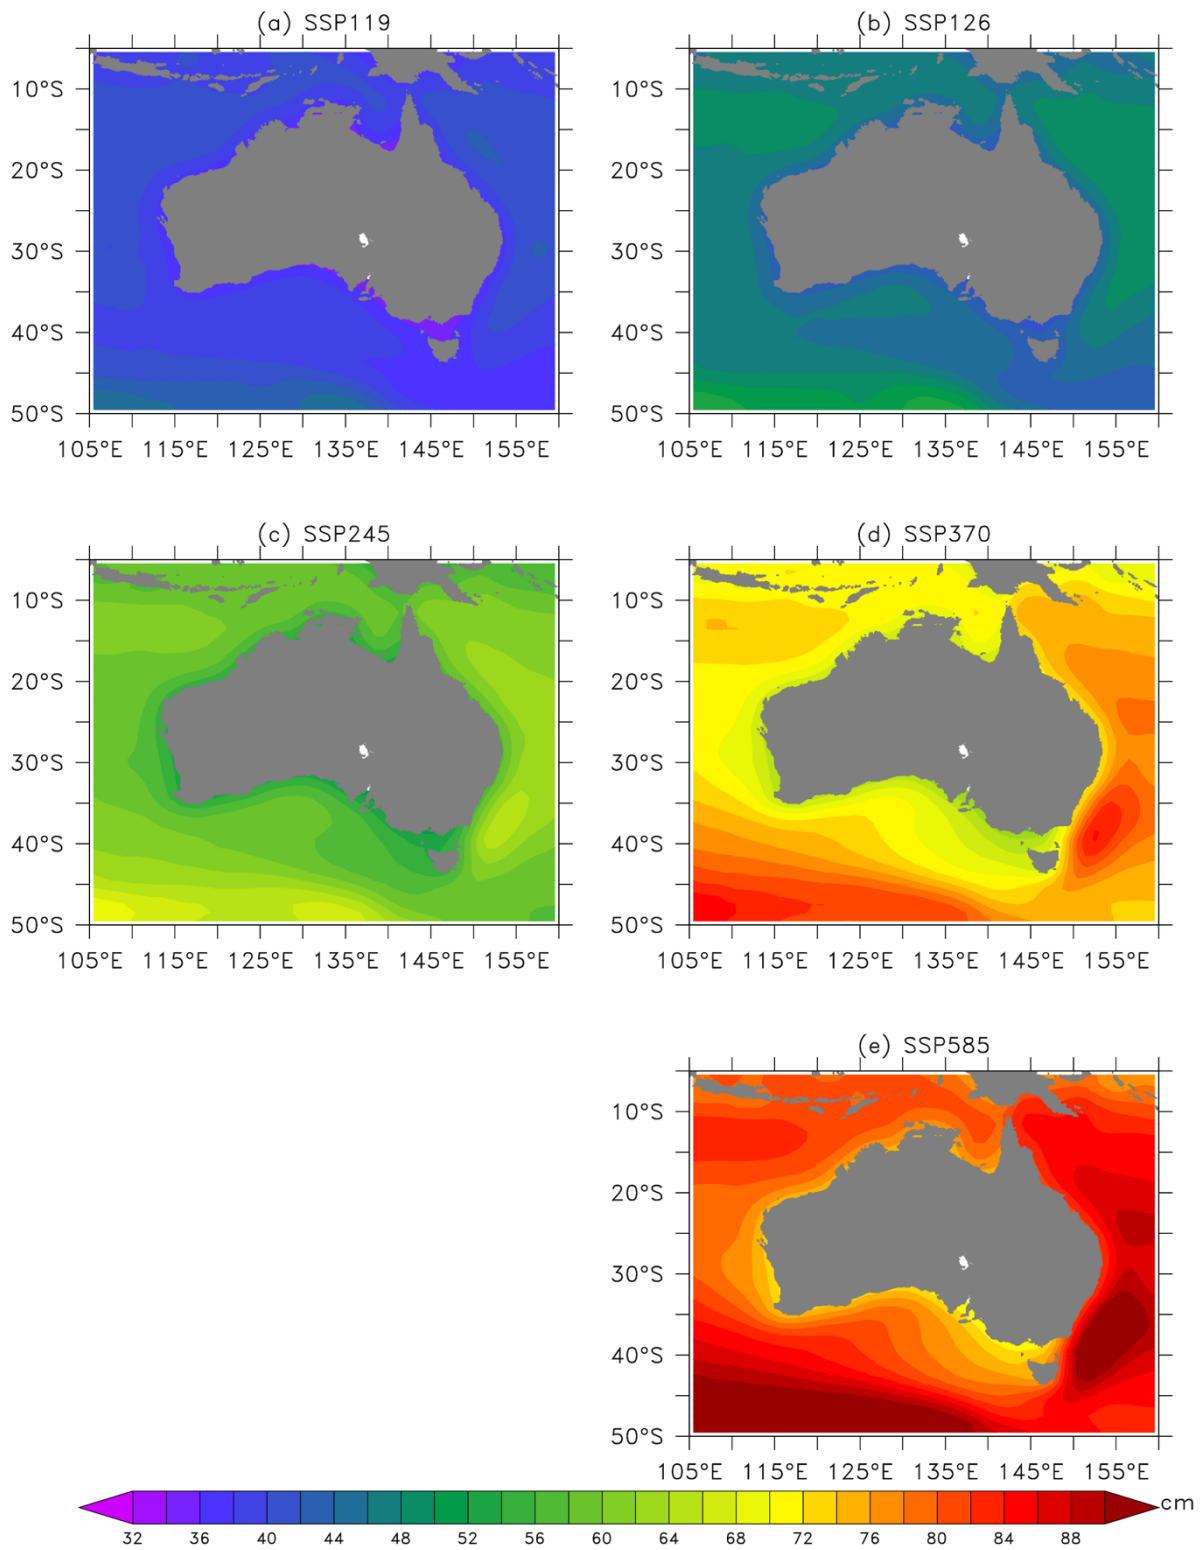 (a) SSP119
(b) SSP126
10°S
20°S
30°S
40°S
50°S
105°E 115°E 125°E 135°E 145°E 155°E
10°S
20°S
30°S
40°S
50°S
105°E 115°E 125°E 135°E 145°E 155°E
(c) SSP245
(d) SSP370
10°S
20°S
30°S
40°S
50°S
105°E 115°E 125°E 135°E 145°E 155°E
10°S
20°S
30°S
40°S
50°S
105°E 115°E 125°E 135°E 145°E 155°E
(e) SSP585
10°S
20°S
30°S
40°S
50°S
105°E 115°E 125°E 135°E 145°E 155°E
cm
32 36 40 44 48 52 56 60 64 68 72 76 80 84 88